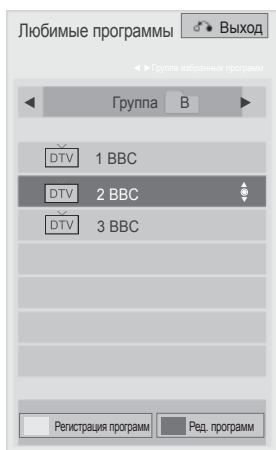 Любимые программы Выход
◄ ►Группа избранных программ
◄ Группа B ►
DTV 1 BBC
DTV 2 BBC
DTV 3 BBC
Регистрация программ Ред. программ